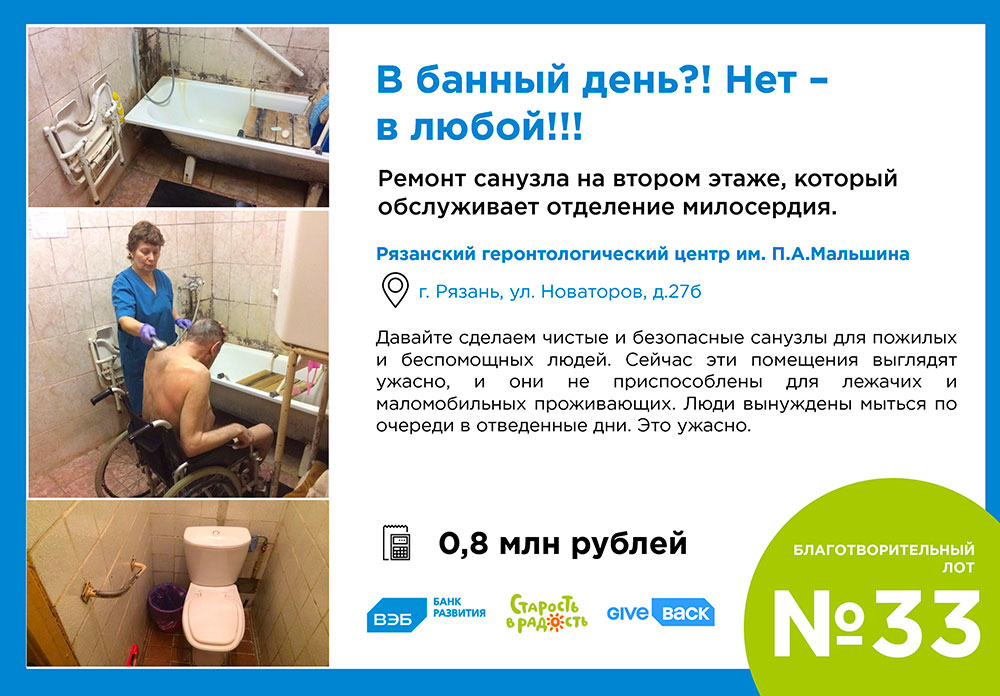 В банный день?! Нет –
в любой!!!
Ремонт санузла на втором этаже, который
обслуживает отделение милосердия.
Рязанский геронтологический центр им. П.А.Мальшина
г. Рязань, ул. Новаторов, д.27б
Давайте сделаем чистые и безопасные санузлы для пожилых
и беспомощных людей. Сейчас эти помещения выглядят
ужасно, и они не приспособлены для лежачих и
маломобильных проживающих. Люди вынуждены мыться по
очереди в отведенные дни. Это ужасно.
0,8 млн рублей
ВЭБ БАНК
РАЗВИТИЯ
Старость
в радость
GIVE BACK
БЛАГОТВОРИТЕЛЬНЫЙ
ЛОТ
№33